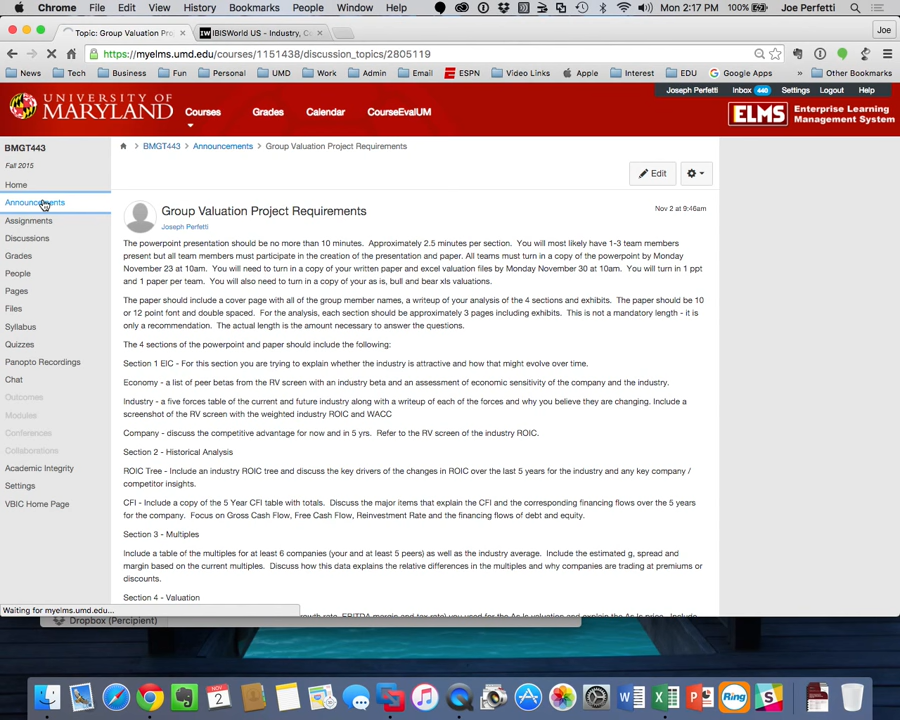 Chrome File Edit View History Bookmarks People Window Help Mon 2:17 PM 100% Joe Perfetti
Topic: Group Valuation Pro × IBISWorld US - Industry, C × Joe
https://myelms.umd.edu/courses/1151438/discussion_topics/2805119
News Tech Business Fun Personal UMD Work Admin Email ESPN Video Links Apple Interest EDU Google Apps » Other Bookmarks
Joseph Perfetti Inbox 440 Settings Logout Help
UNIVERSITY OF
MARYLAND
Courses Grades Calendar CourseEvalUM
ELMS Enterprise Learning
Management System
BMGT443
Fall 2015
Home
Announcements
Assignments
Discussions
Grades
People
Pages
Files
Syllabus
Quizzes
Panopto Recordings
Chat
Outcomes
Modules
Conferences
Collaborations
Academic Integrity
Settings
VBIC Home Page
BMGT443 > Announcements > Group Valuation Project Requirements
Edit
Group Valuation Project Requirements Nov 2 at 9:46am
Joseph Perfetti
The powerpoint presentation should be no more than 10 minutes. Approximately 2.5 minutes per section. You will most likely have 1-3 team members
present but all team members must participate in the creation of the presentation and paper. All teams must turn in a copy of the powerpoint by Monday
November 23 at 10am. You will need to turn in a copy of your written paper and excel valuation files by Monday November 30 at 10am. You will turn in 1 ppt
and 1 paper per team. You will also need to turn in a copy of your as is, bull and bear xls valuations.
The paper should include a cover page with all of the group member names, a writeup of your analysis of the 4 sections and exhibits. The paper should be 10
or 12 point font and double spaced. For the analysis, each section should be approximately 3 pages including exhibits. This is not a mandatory length - it is
only a recommendation. The actual length is the amount necessary to answer the questions.
The 4 sections of the powerpoint and paper should include the following:
Section 1 EIC - For this section you are trying to explain whether the industry is attractive and how that might evolve over time.
Economy - a list of peer betas from the RV screen with an industry beta and an assessment of economic sensitivity of the company and the industry.
Industry - a five forces table of the current and future industry along with a writeup of each of the forces and why you believe they are changing. Include a
screenshot of the RV screen with the weighted industry ROIC and WACC
Company - discuss the competitive advantage for now and in 5 yrs. Refer to the RV screen of the industry ROIC.
Section 2 - Historical Analysis
ROIC Tree - Include an industry ROIC tree and discuss the key drivers of the changes in ROIC over the last 5 years for the industry and any key company /
competitor insights.
CFI - Include a copy of the 5 Year CFI table with totals. Discuss the major items that explain the CFI and the corresponding financing flows over the 5 years
for the company. Focus on Gross Cash Flow, Free Cash Flow, Reinvestment Rate and the financing flows of debt and equity.
Section 3 - Multiples
Include a table of the multiples for at least 6 companies (your and at least 5 peers) as well as the industry average. Include the estimated g, spread and
margin based on the current multiples. Discuss how this data explains the relative differences in the multiples and why companies are trading at premiums or
discounts.
Section 4 - Valuation
Waiting for myelms.umd.edu...
Dropbox (Percipient)
NOV
2
Ring